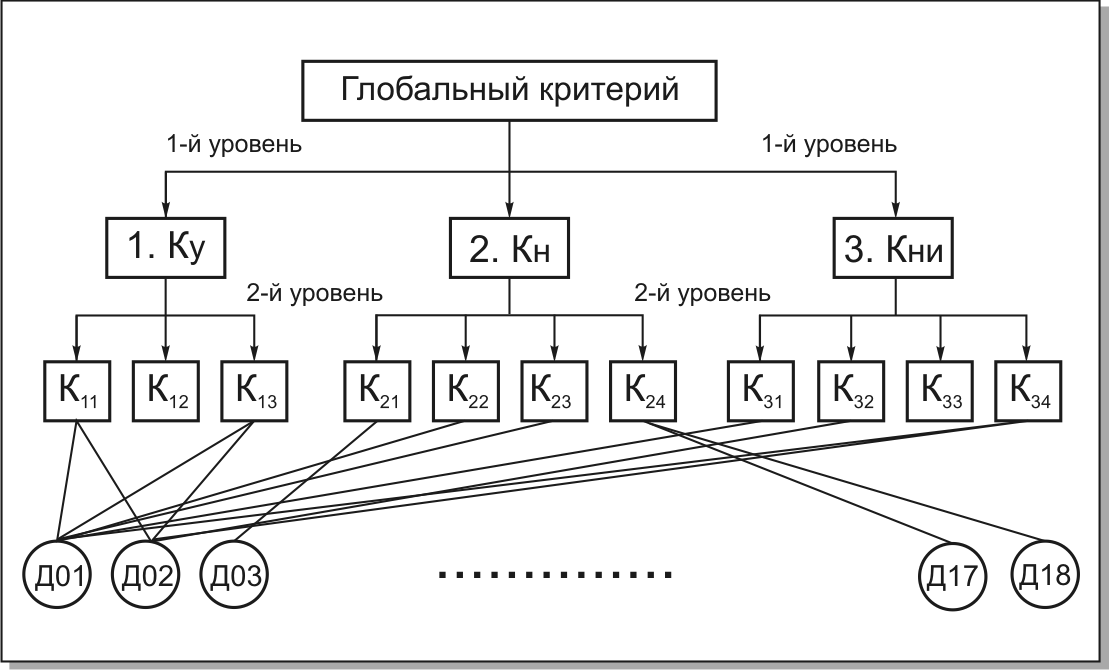 Глобальный критерий
1-й уровень
1-й уровень
1. Ку
2. Кн
3. Кни
2-й уровень
2-й уровень
К11
К12
К13
К21
К22
К23
К24
К31
К32
К33
К34
Д01
Д02
Д03
..............
Д17
Д18